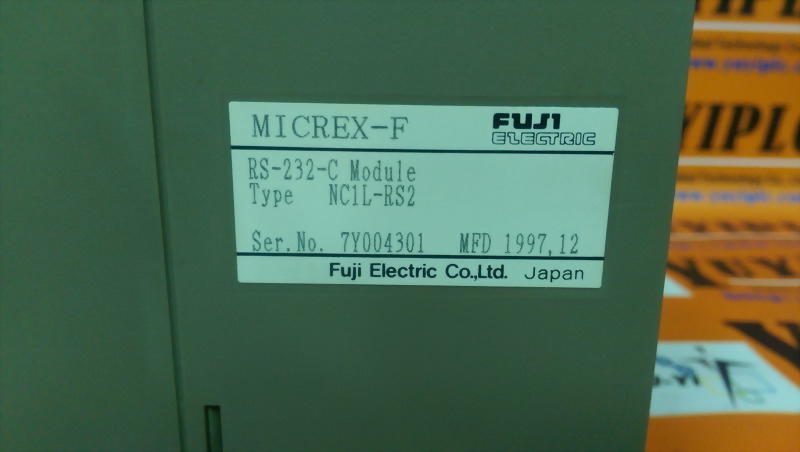 MICREX-F
FUJI
ELECTRIC
RS-232-C Module
Type NC1L-RS2
Ser.No. 7Y004301 MFD 1997,12
Fuji Electric Co.,Ltd. Japan
YIPLC